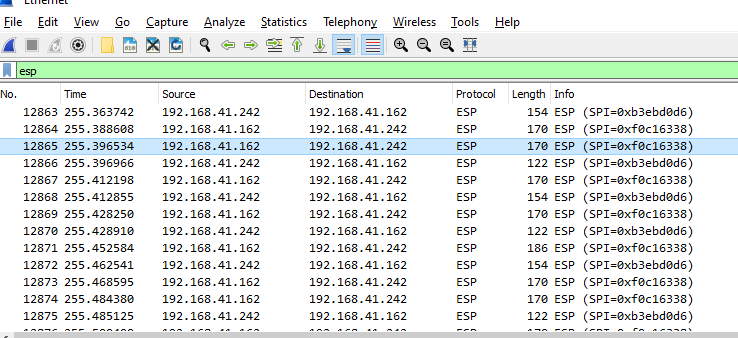 Ethernet
File Edit View Go Capture Analyze Statistics Telephony Wireless Tools Help
esp
No. Time Source Destination Protocol Length Info
12863 255.363742 192.168.41.242 192.168.41.162 ESP 154 ESP (SPI=0xb3ebd0d6)
12864 255.388608 192.168.41.162 192.168.41.242 ESP 170 ESP (SPI=0xf0c16338)
12865 255.396534 192.168.41.162 192.168.41.242 ESP 170 ESP (SPI=0xf0c16338)
12866 255.396966 192.168.41.242 192.168.41.162 ESP 122 ESP (SPI=0xb3ebd0d6)
12867 255.412198 192.168.41.162 192.168.41.242 ESP 170 ESP (SPI=0xf0c16338)
12868 255.412855 192.168.41.242 192.168.41.162 ESP 154 ESP (SPI=0xb3ebd0d6)
12869 255.428250 192.168.41.162 192.168.41.242 ESP 170 ESP (SPI=0xf0c16338)
12870 255.428910 192.168.41.242 192.168.41.162 ESP 122 ESP (SPI=0xb3ebd0d6)
12871 255.452584 192.168.41.162 192.168.41.242 ESP 186 ESP (SPI=0xf0c16338)
12872 255.462541 192.168.41.242 192.168.41.162 ESP 154 ESP (SPI=0xb3ebd0d6)
12873 255.468595 192.168.41.162 192.168.41.242 ESP 170 ESP (SPI=0xf0c16338)
12874 255.484380 192.168.41.162 192.168.41.242 ESP 170 ESP (SPI=0xf0c16338)
12875 255.485125 192.168.41.242 192.168.41.162 ESP 122 ESP (SPI=0xb3ebd0d6)
192.168.41.162 192.168.41.242 ESP